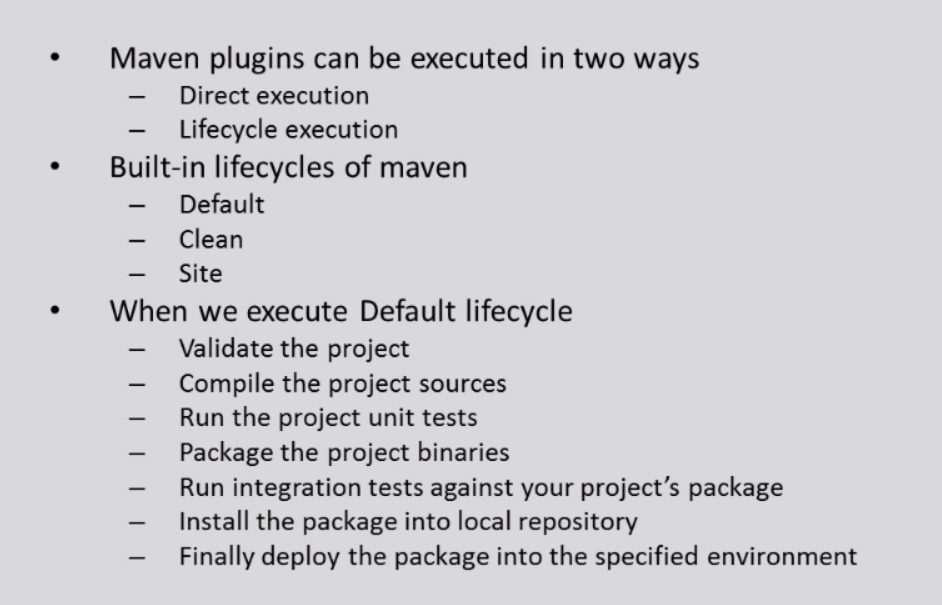 • Maven plugins can be executed in two ways
– Direct execution
– Lifecycle execution
• Built-in lifecycles of maven
– Default
– Clean
– Site
• When we execute Default lifecycle
– Validate the project
– Compile the project sources
– Run the project unit tests
– Package the project binaries
– Run integration tests against your project’s package
– Install the package into local repository
– Finally deploy the package into the specified environment